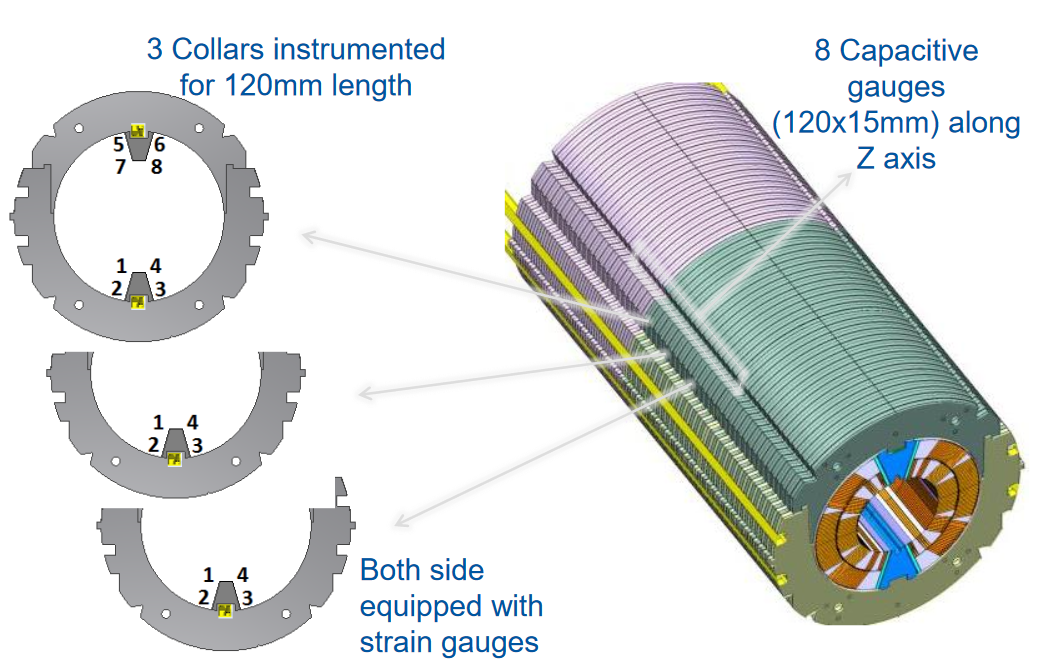 3 Collars instrumented
for 120mm length
8 Capacitive
gauges
(120x15mm) along
Z axis
5 6
7 8
1 4
2 3
1 4
2 3
1 4
2 3
Both side
equipped with
strain gauges